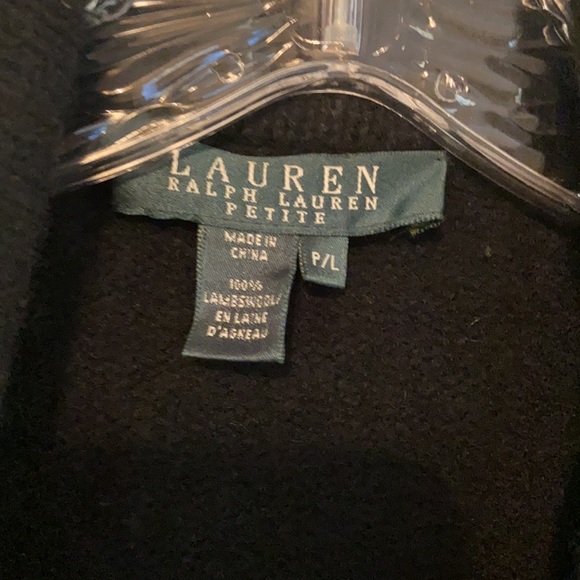 LAUREN
RALPH LAUREN
PETITE
MADE IN
CHINA
P/L
100%
LAMBSWOOL/
EN LAINE
D'AGNEAU